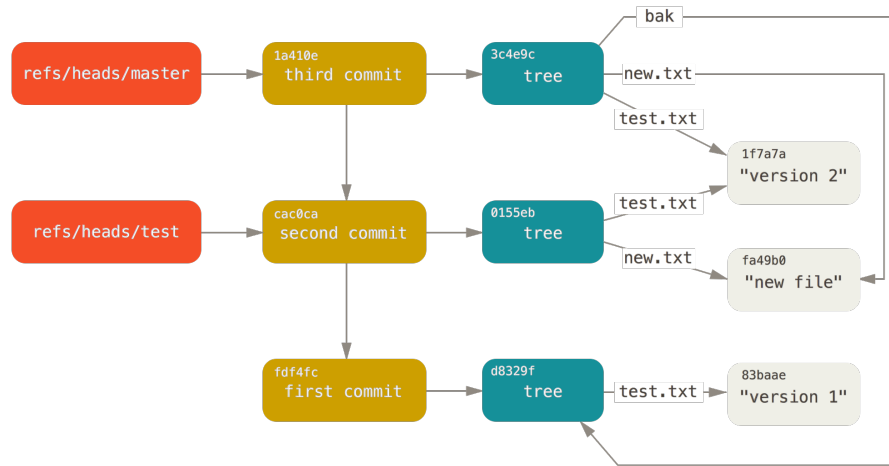 bak
1a410e
3c4e9c
refs/heads/master
third commit
tree
new.txt
test.txt
1f7a7a
"version 2"
cac0ca
0155eb
test.txt
refs/heads/test
second commit
tree
new.txt
fa49b0
"new file"
fdf4fc
d8329f
83baae
first commit
tree
test.txt
"version 1"